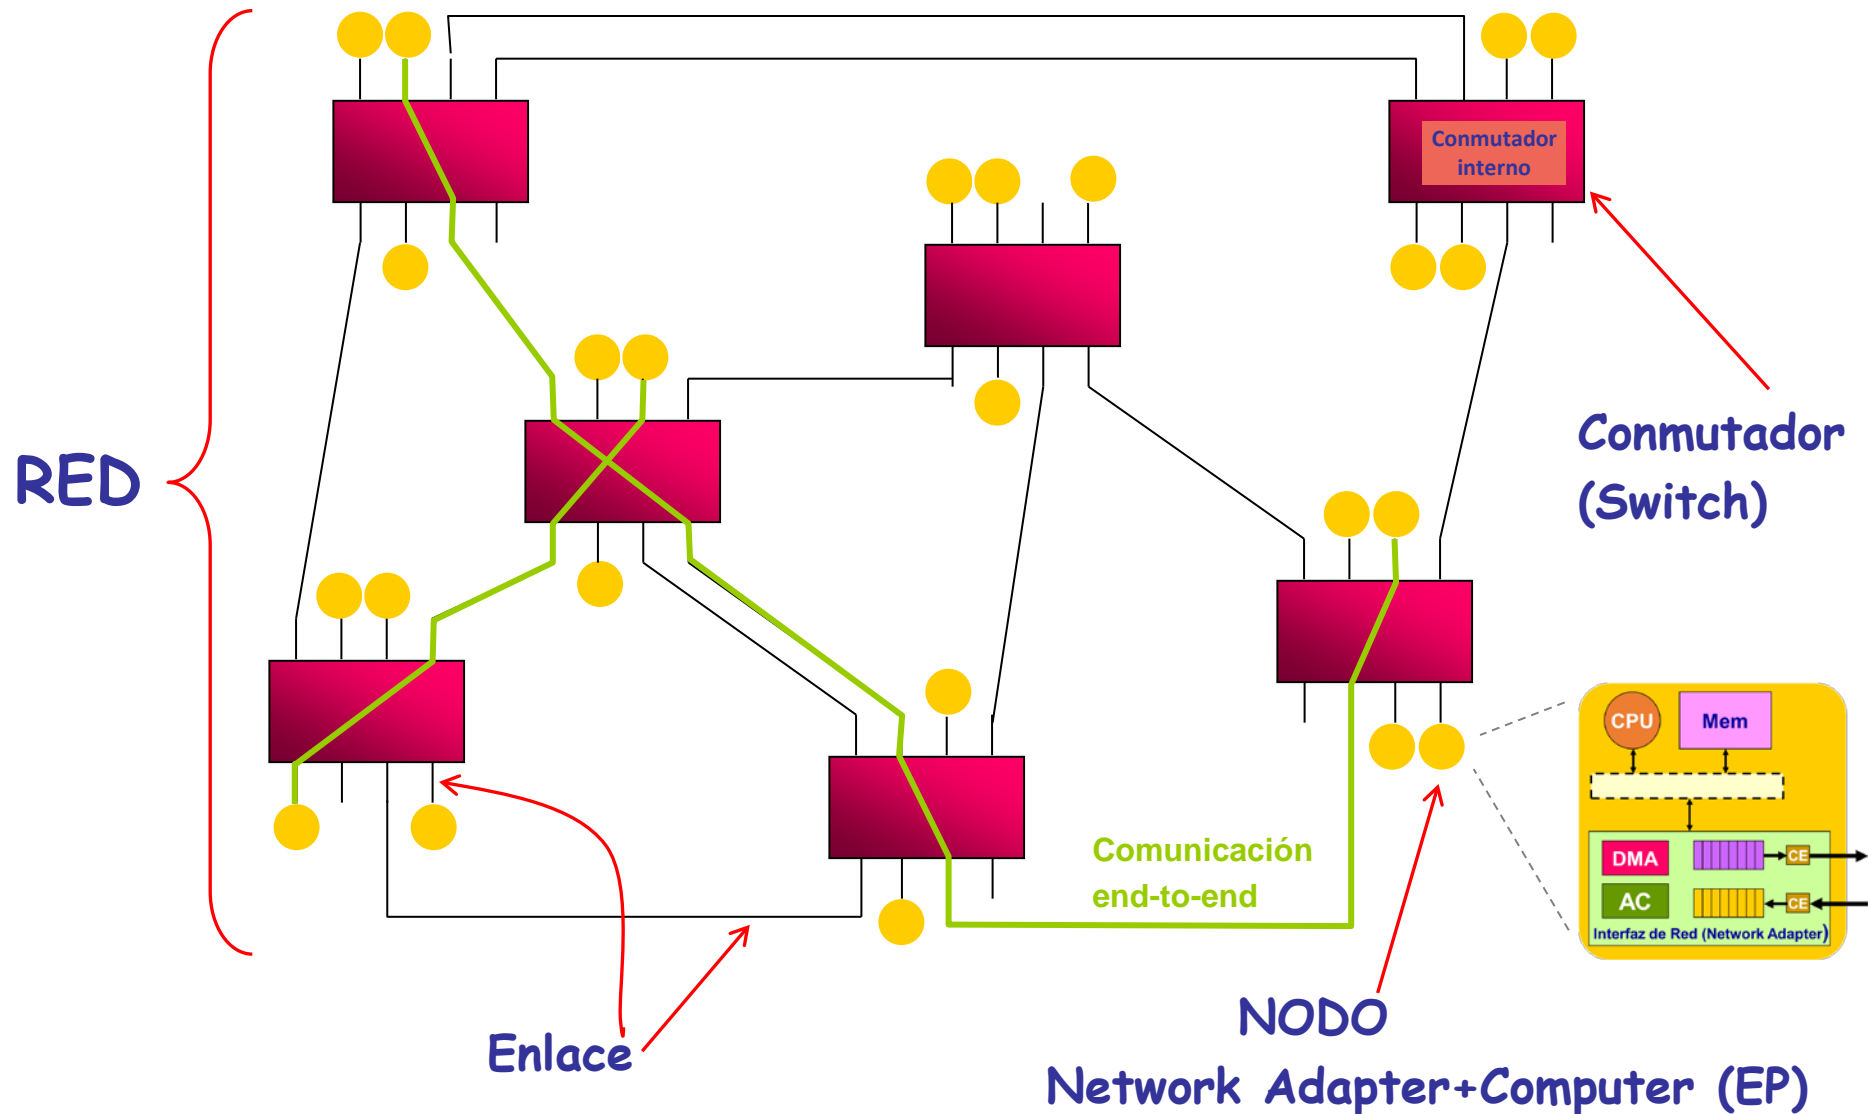 Conmutador
interno
RED
Conmutador
(Switch)
CPU
Mem
Comunicación
end-to-end
DMA
CE
AC
CE
Interfaz de Red (Network Adapter)
NODO
Enlace
Network Adapter+Computer (EP)